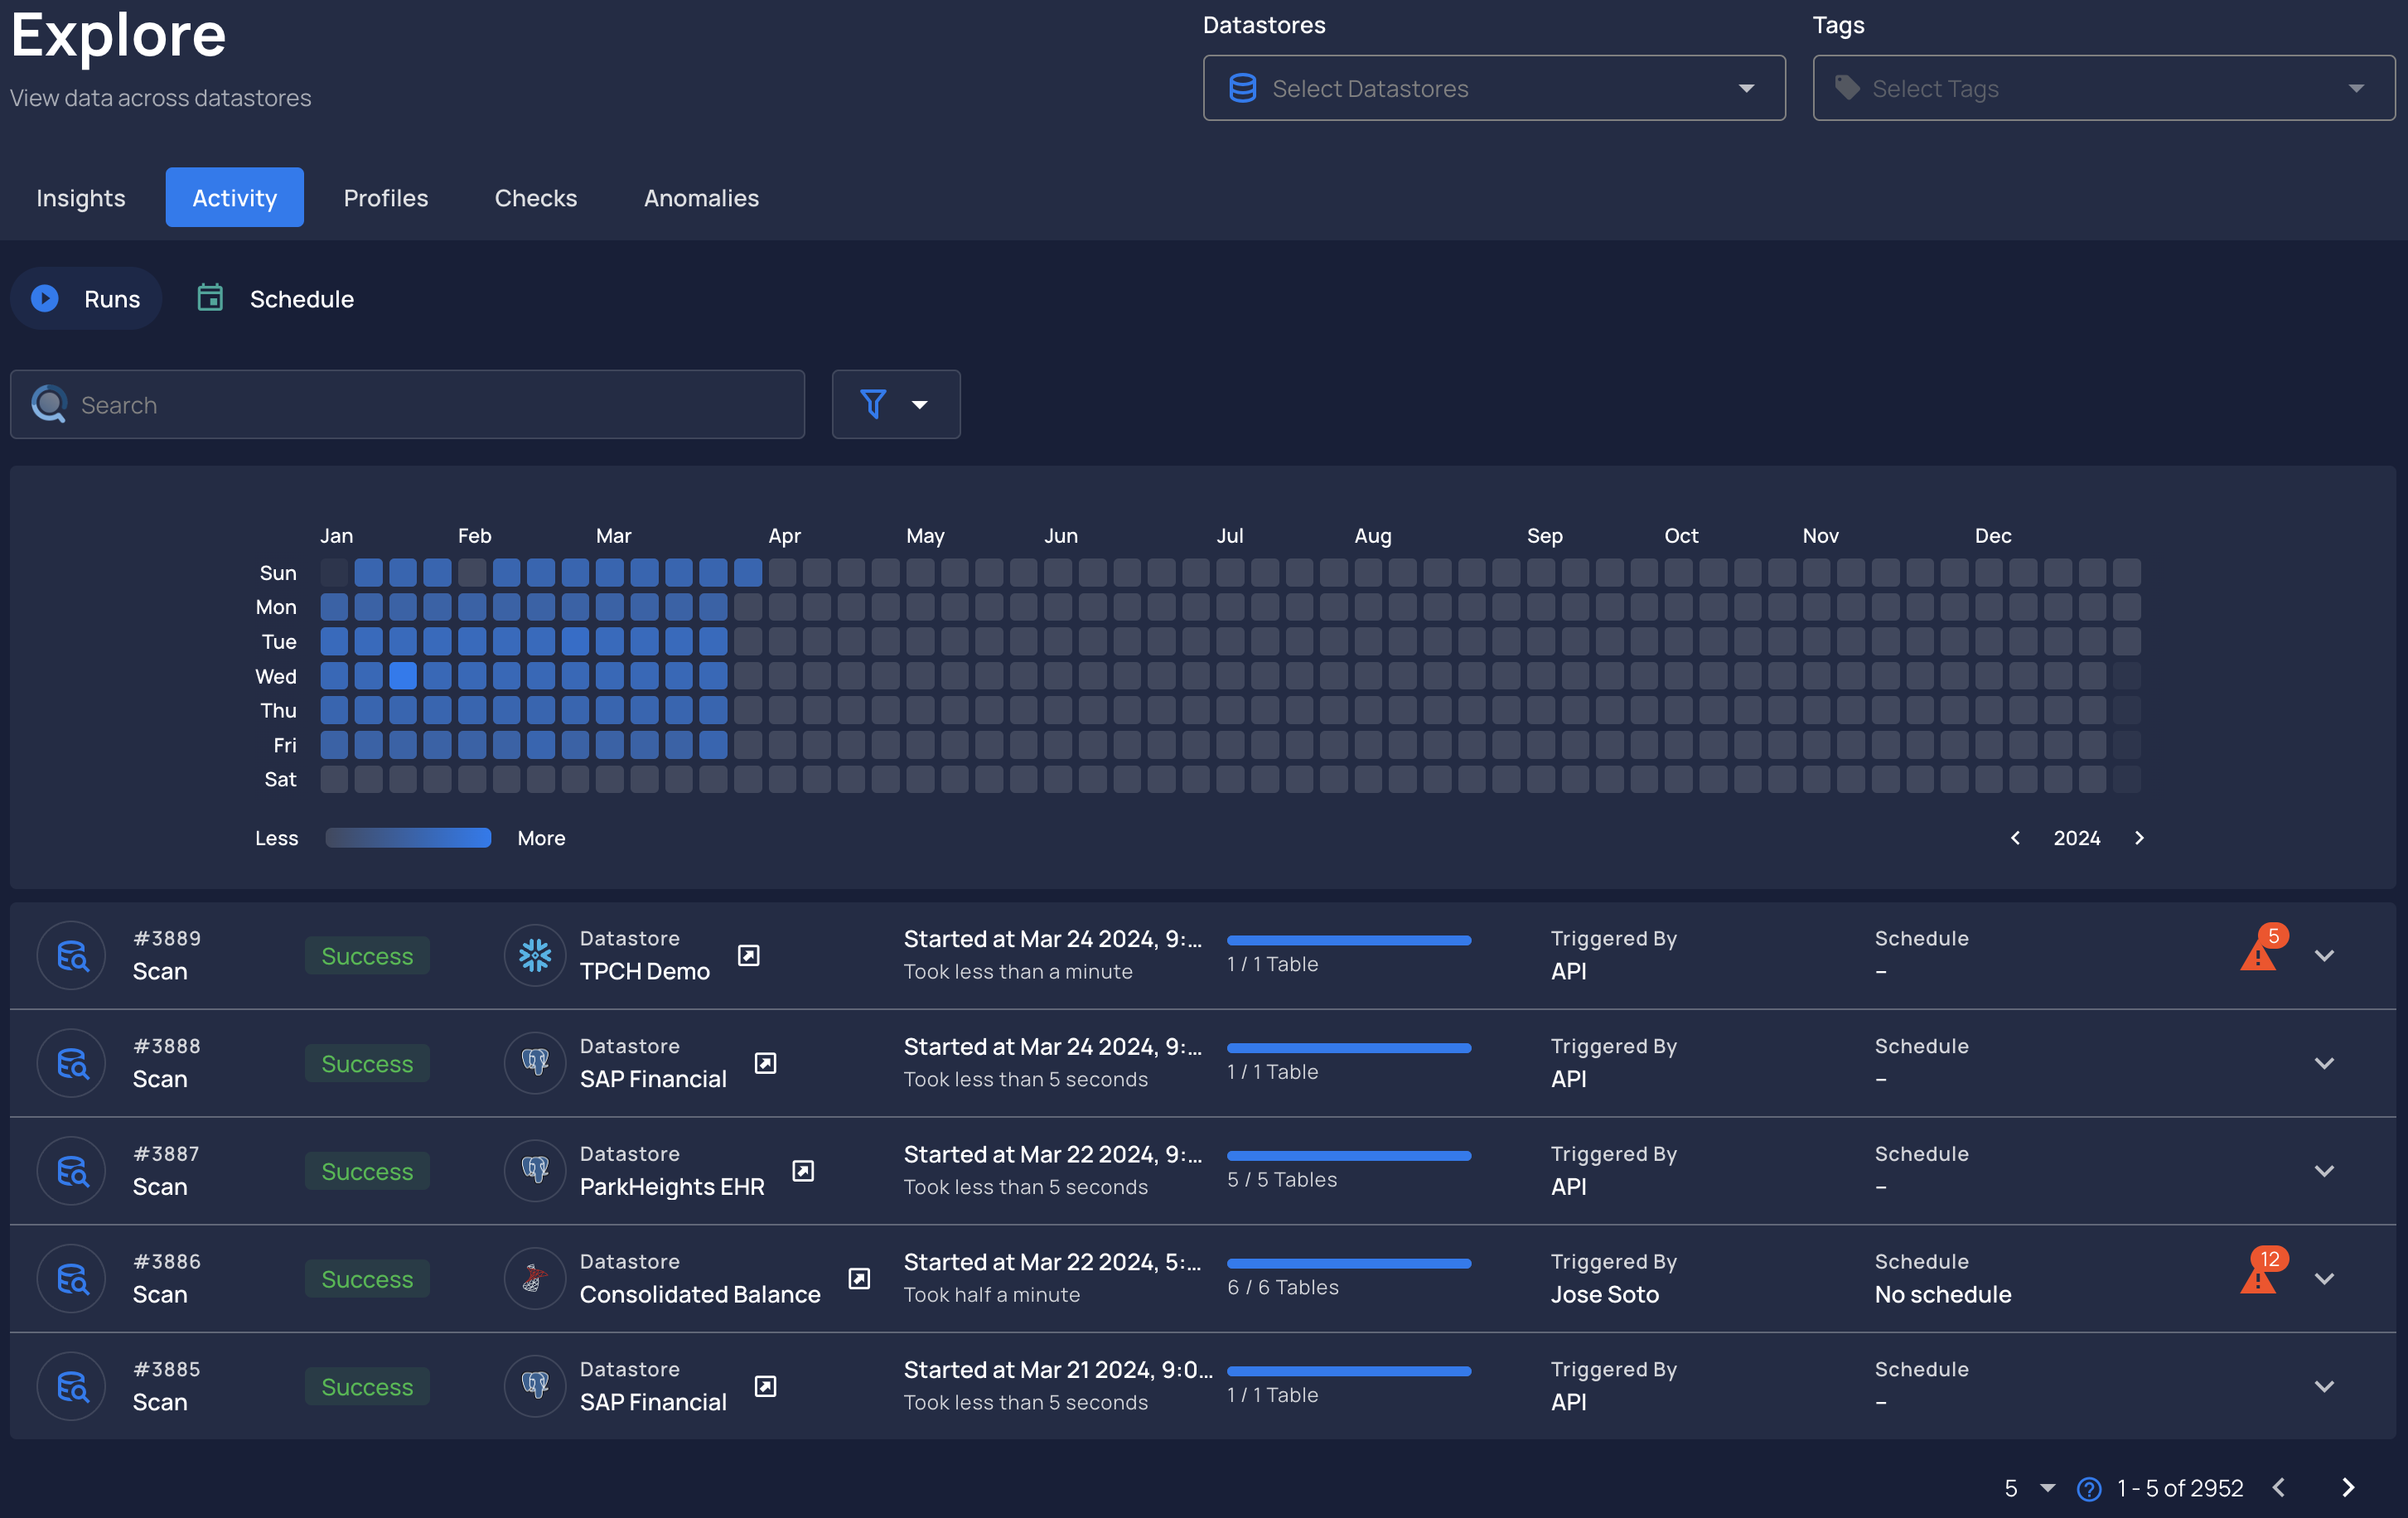 Explore
View data across datastores
Datastores
Select Datastores
Tags
Select Tags
Insights
Activity
Profiles
Checks
Anomalies
Runs
Schedule
Search
Jan Feb Mar Apr May Jun Jul Aug Sep Oct Nov Dec
Sun
Mon
Tue
Wed
Thu
Fri
Sat
Less
More
2024
#3889
Scan
Success
Datastore
TPCH Demo
Started at Mar 24 2024, 9:...
Took less than a minute
1 / 1 Table
Triggered By
API
Schedule
–
5
#3888
Scan
Success
Datastore
SAP Financial
Started at Mar 24 2024, 9:...
Took less than 5 seconds
1 / 1 Table
Triggered By
API
Schedule
–
#3887
Scan
Success
Datastore
ParkHeights EHR
Started at Mar 22 2024, 9:...
Took less than 5 seconds
5 / 5 Tables
Triggered By
API
Schedule
–
#3886
Scan
Success
Datastore
Consolidated Balance
Started at Mar 22 2024, 5:...
Took half a minute
6 / 6 Tables
Triggered By
Jose Soto
Schedule
No schedule
12
#3885
Scan
Success
Datastore
SAP Financial
Started at Mar 21 2024, 9:0...
Took less than 5 seconds
1 / 1 Table
Triggered By
API
Schedule
–
5
1 - 5 of 2952